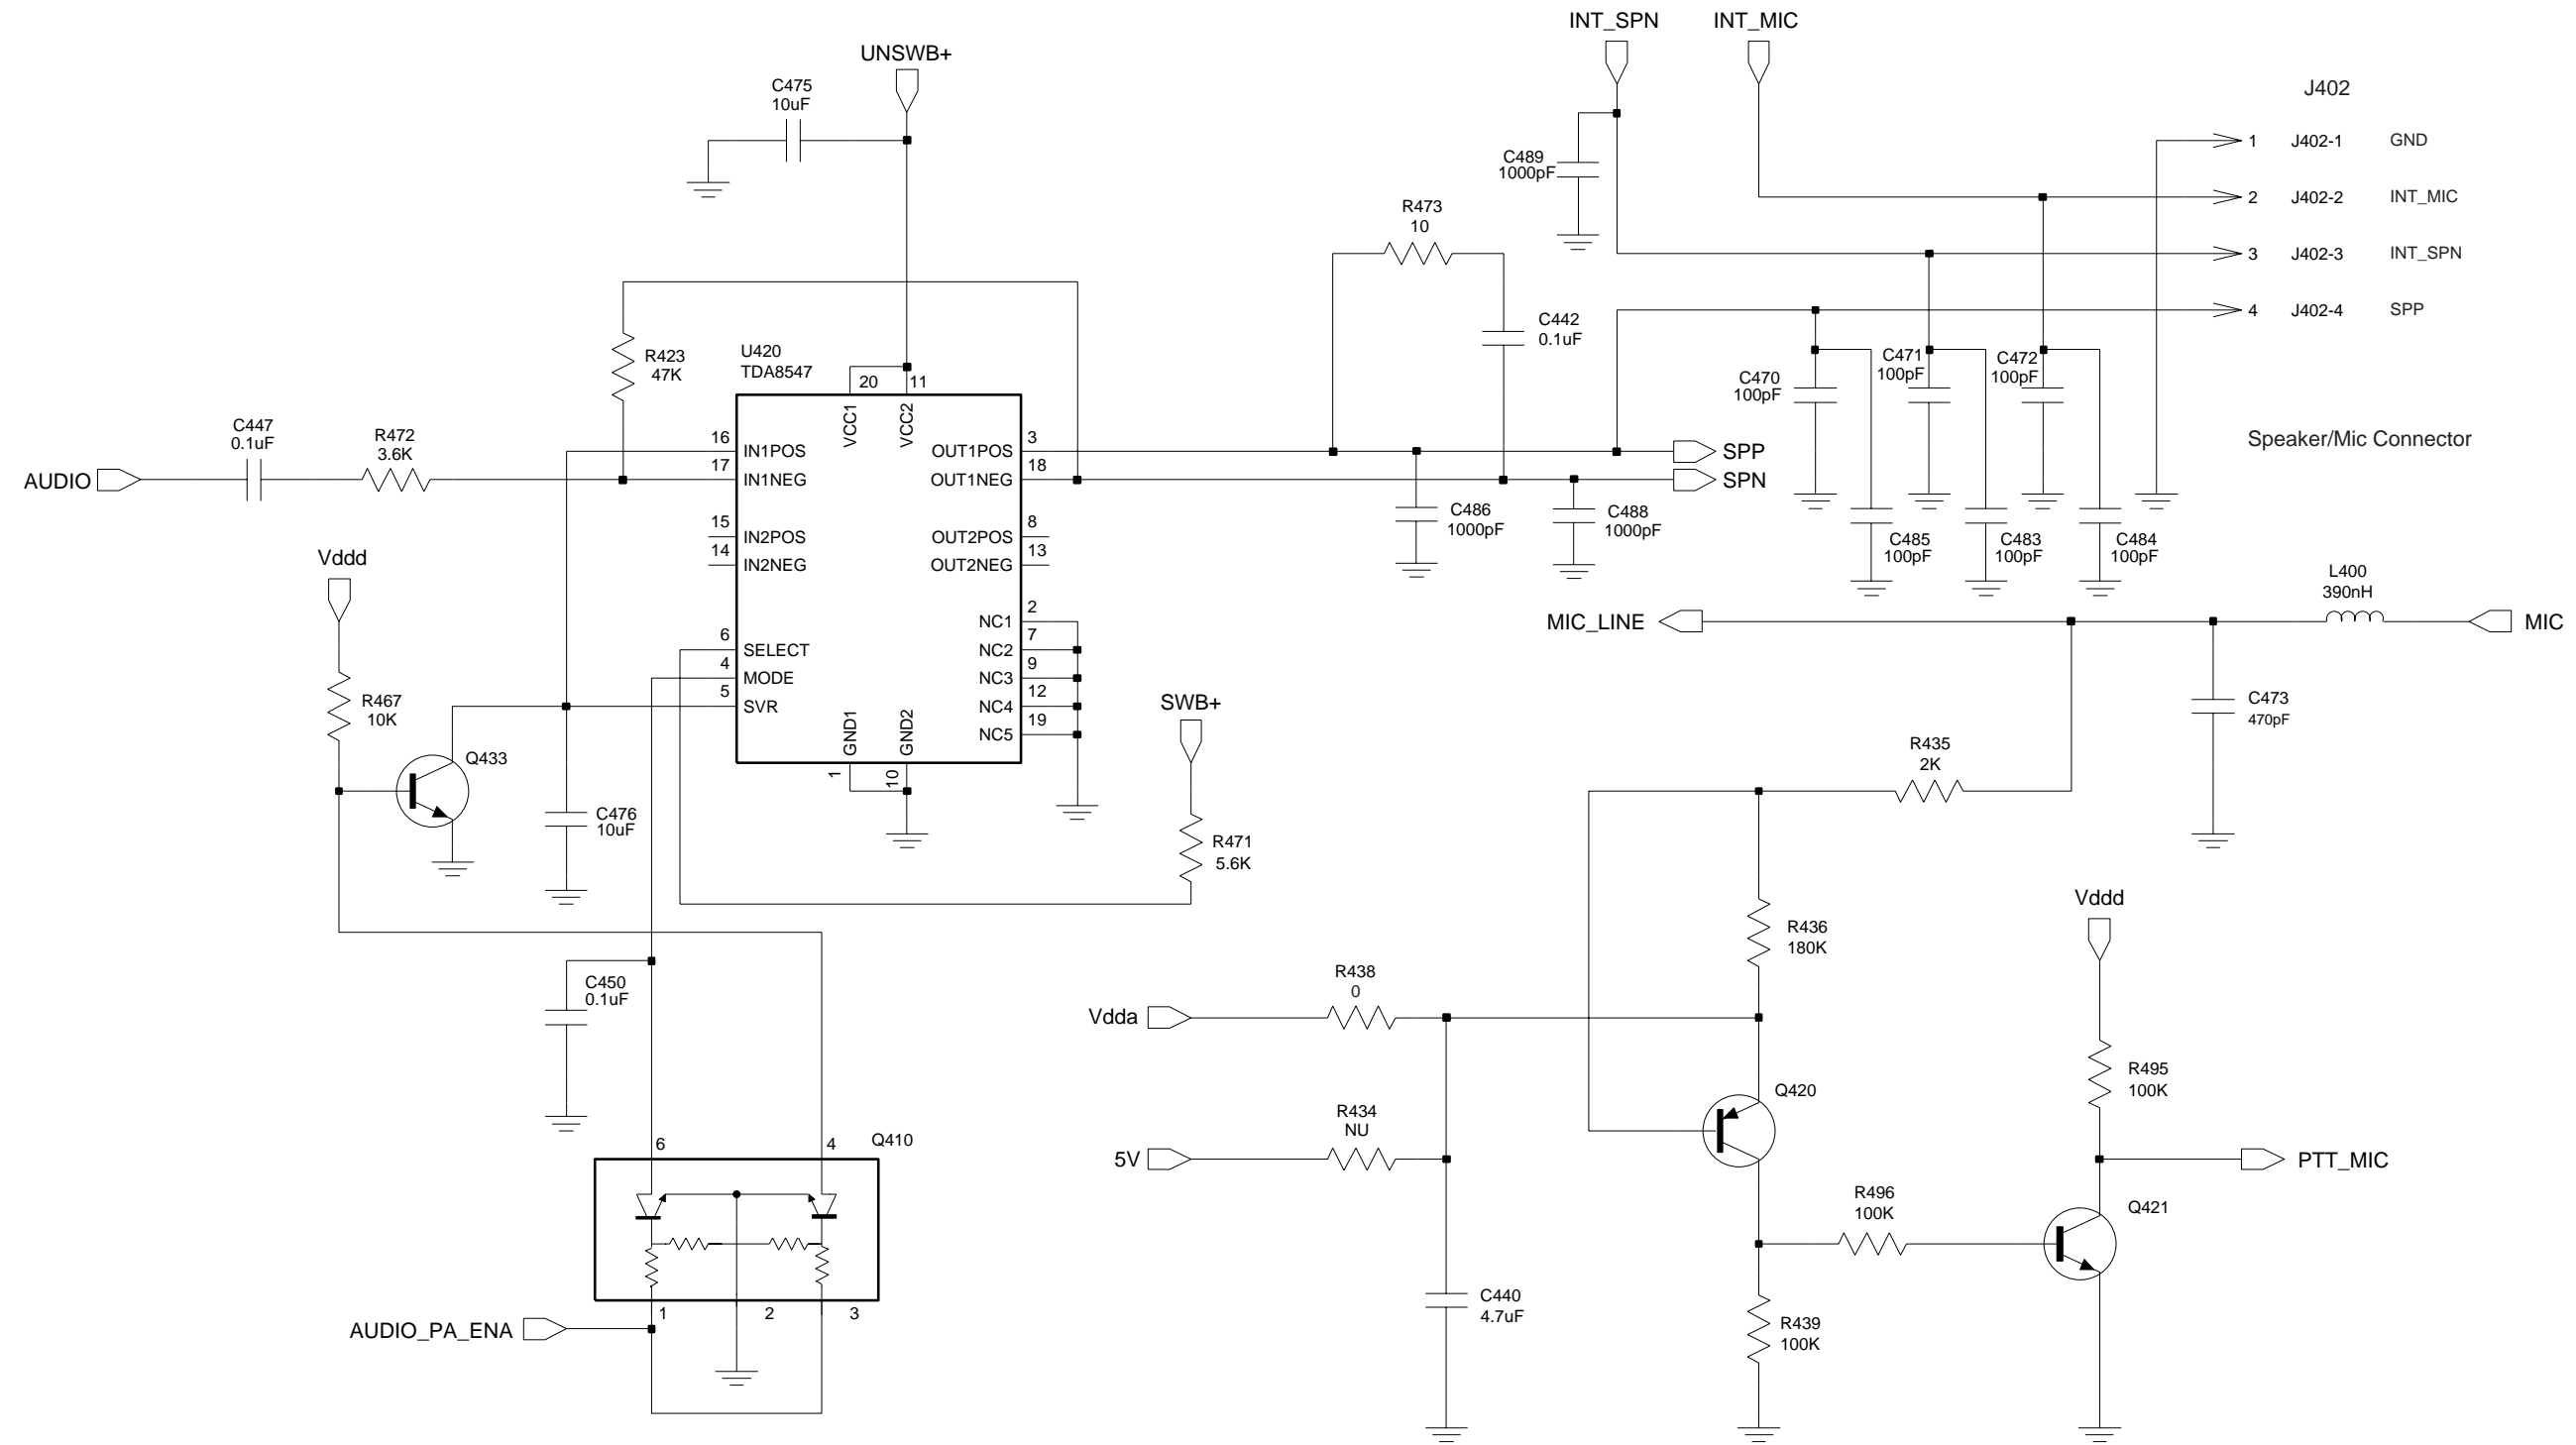 INT_SPN
INT_MIC
UNSWB+
C475
10uF
J402
1 J402-1 GND
2 J402-2 INT_MIC
3 J402-3 INT_SPN
4 J402-4 SPP
Speaker/Mic Connector
C489
1000pF
R473
10
C442
0.1uF
R423
47K
U420
TDA8547
20
11
VCC1
VCC2
16
IN1POS
17
IN1NEG
15
IN2POS
14
IN2NEG
6
SELECT
4
MODE
5
SVR
3
OUT1POS
18
OUT1NEG
8
OUT2POS
13
OUT2NEG
2
NC1
7
NC2
9
NC3
12
NC4
19
NC5
GND1
GND2
1
10
C447
0.1uF
R472
3.6K
AUDIO
SPP
SPN
C486
1000pF
C488
1000pF
C470
100pF
C471
100pF
C472
100pF
C485
100pF
C483
100pF
C484
100pF
Vddd
R467
10K
Q433
C476
10uF
SWB+
R471
5.6K
C450
0.1uF
6
4
Q410
1
2
3
AUDIO_PA_ENA
L400
390nH
MIC_LINE
MIC
C473
470pF
R435
2K
R436
180K
Vddd
R438
0
Vdda
R434
NU
5V
Q420
R495
100K
PTT_MIC
R496
100K
Q421
C440
4.7uF
R439
100K